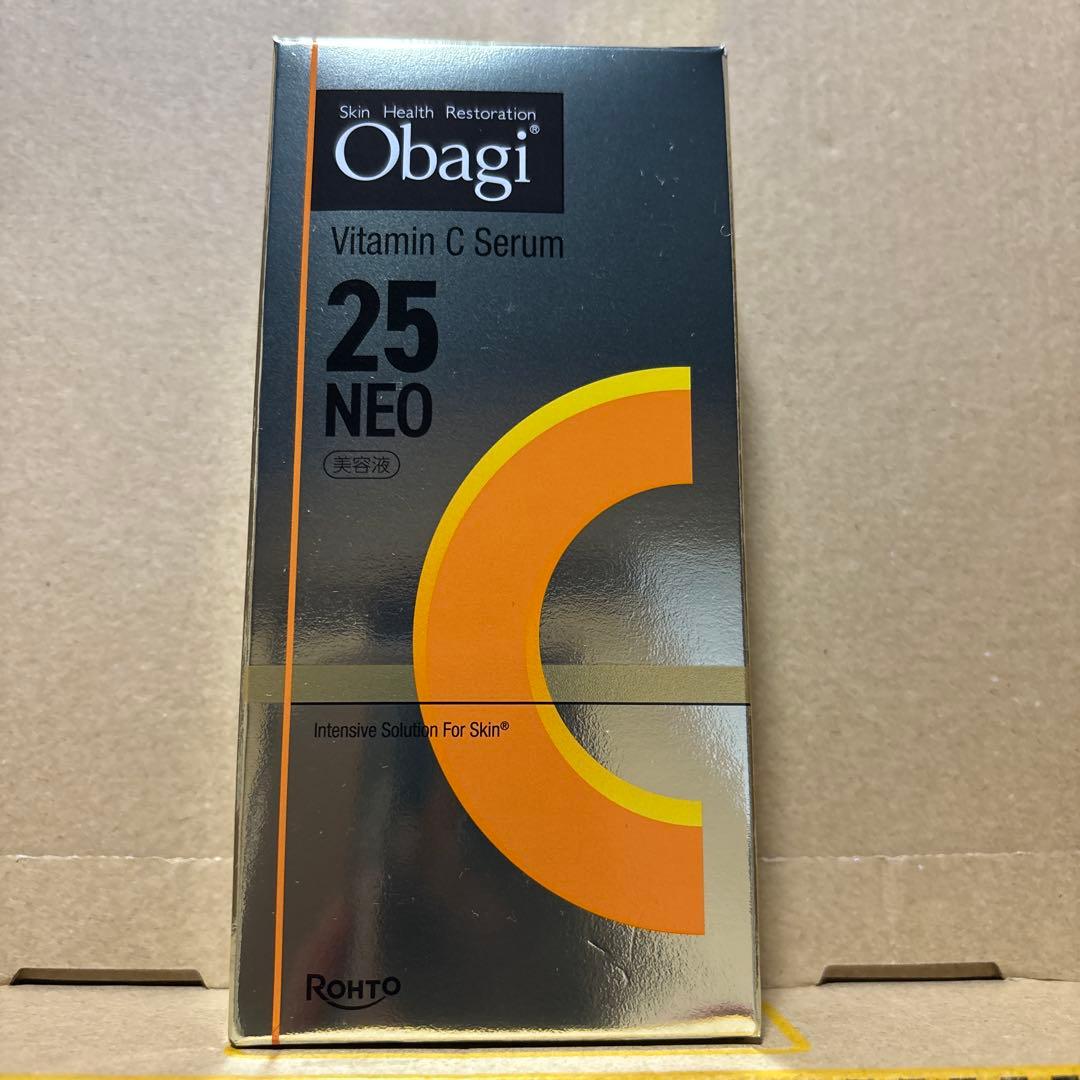 Skin Health Restoration
Obagi®
Vitamin C Serum
25
NEO
美容液
C
Intensive Solution For Skin®
ROHTO